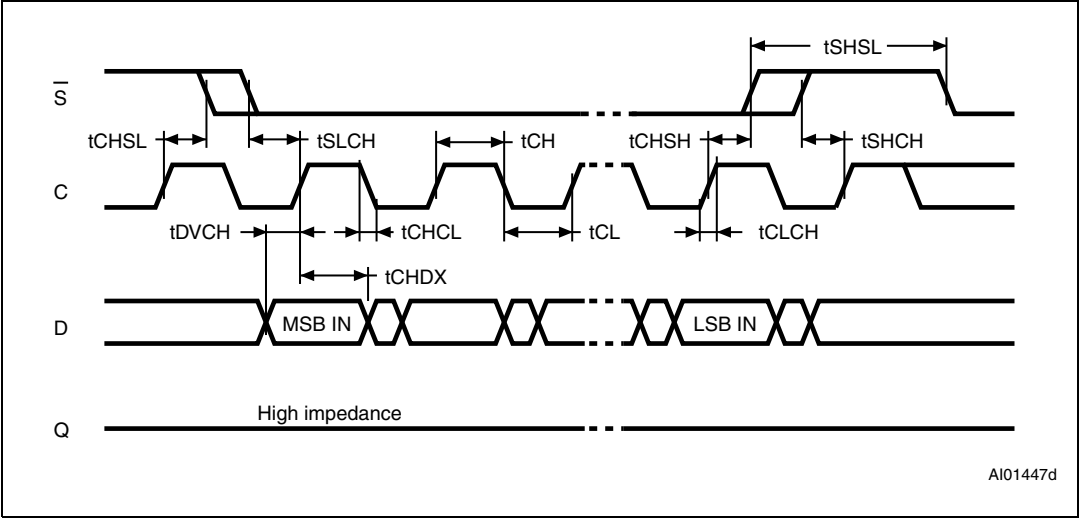 tSHSL
S̅
tCHSL
tSLCH
tCH
tCHSH
tSHCH
C
tDVCH
tCHCL
tCL
tCLCH
tCHDX
D
MSB IN
LSB IN
High impedance
Q
AI01447d